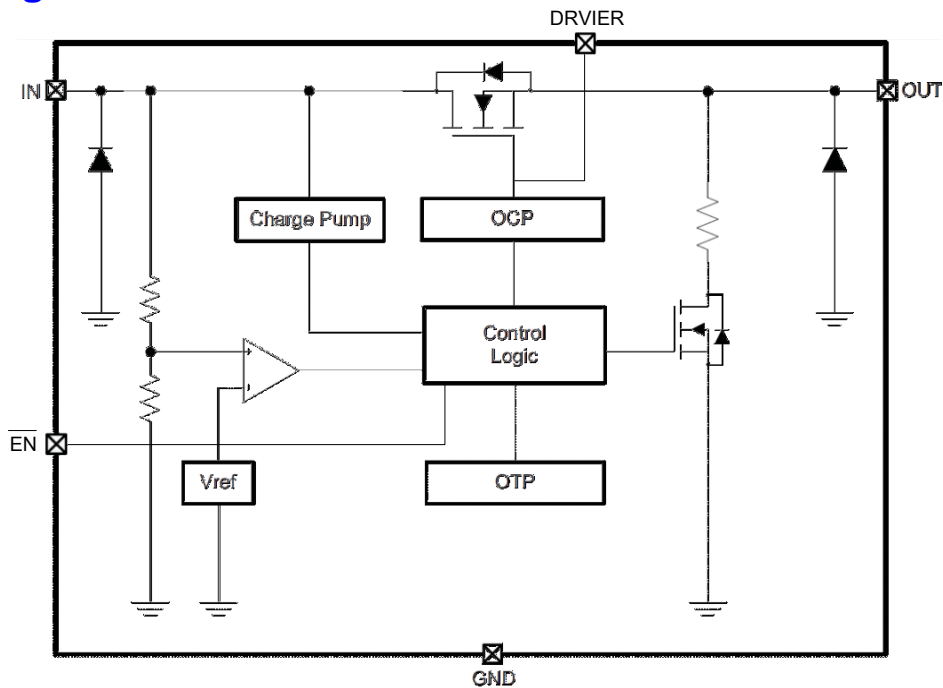 g
DRVIER
IN
OUT
Charge Pump
OCP
Control
Logic
EN
Vref
OTP
GND